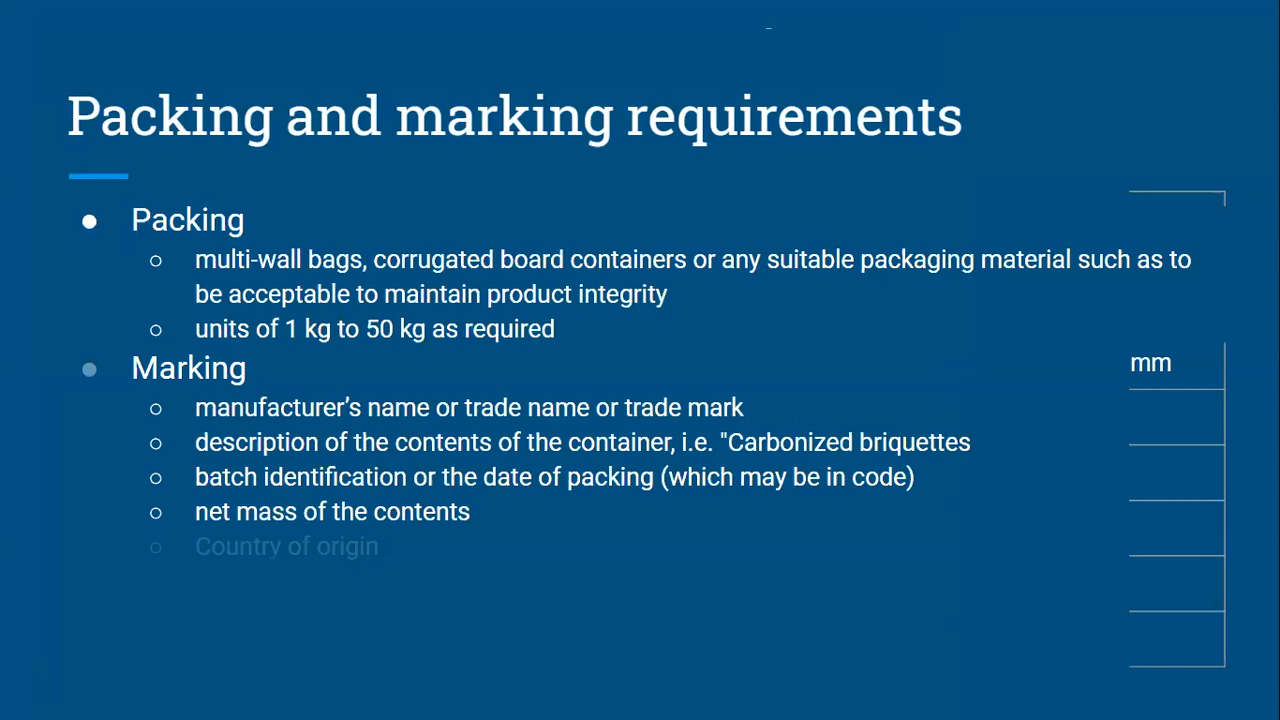 Packing and marking requirements
● Packing
○ multi-wall bags, corrugated board containers or any suitable packaging material such as to
be acceptable to maintain product integrity
○ units of 1 kg to 50 kg as required
● Marking
mm
○ manufacturer’s name or trade name or trade mark
○ description of the contents of the container, i.e. "Carbonized briquettes
○ batch identification or the date of packing (which may be in code)
○ net mass of the contents
○ Country of origin